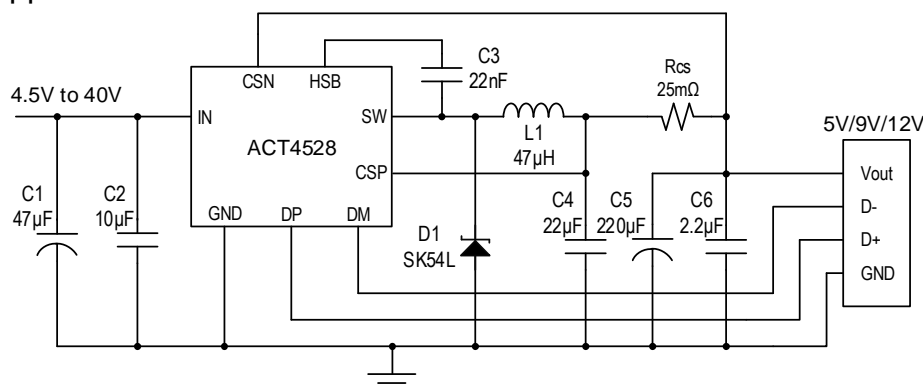 CSN
HSB
C3
22nF
Rcs
25mΩ
4.5V to 40V
IN
SW
5V/9V/12V
ACT4528
L1
47µH
CSP
Vout
C1
47µF
C2
10µF
GND
DP
DM
D1
SK54L
C4
22µF
C5
220µF
C6
2.2µF
D-
D+
GND